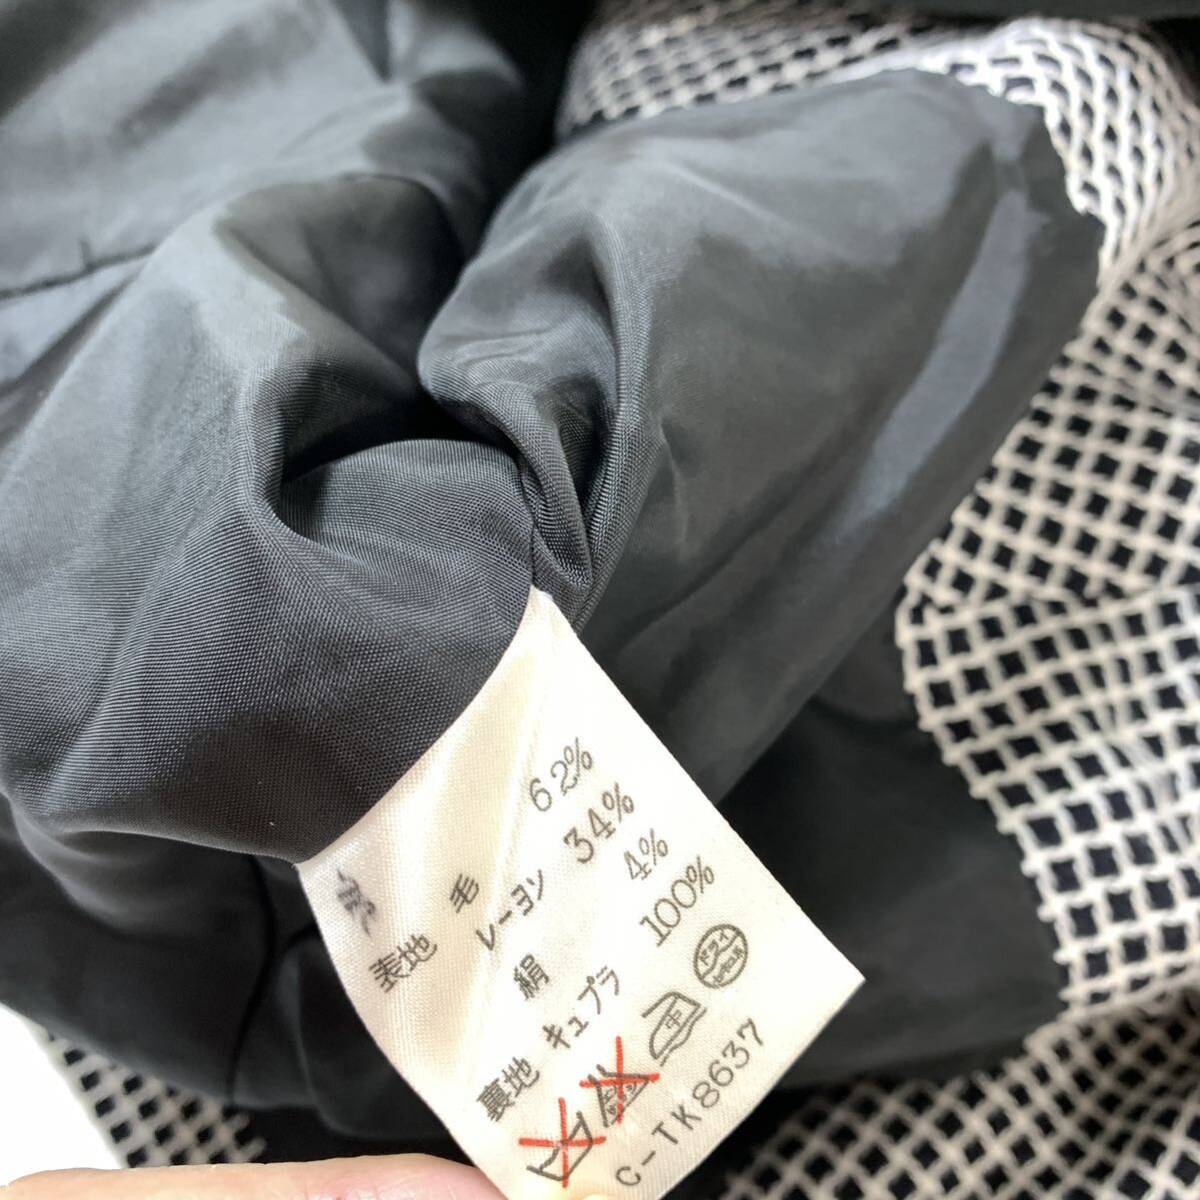 表地 毛 62%
レーヨン 34%
絹 4%
裏地 キュプラ 100%
ドライ
C-TK8637